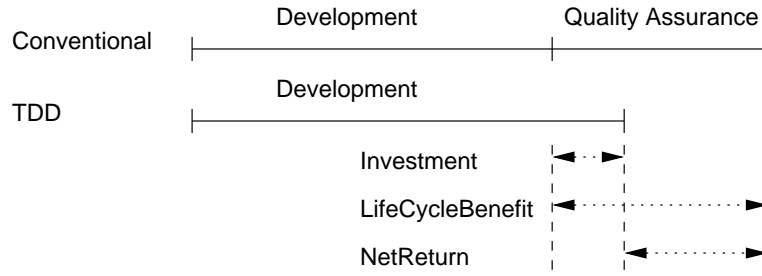 Development Quality Assurance
Conventional
Development
TDD
Investment
LifeCycleBenefit
NetReturn